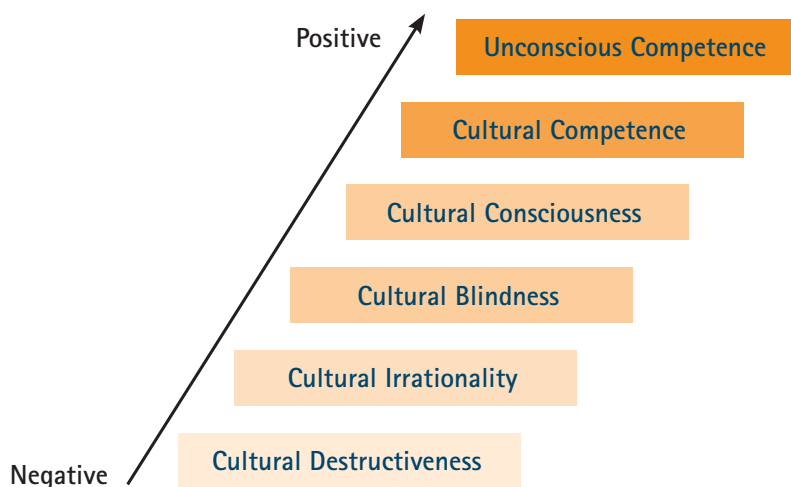 Positive
Unconscious Competence
Cultural Competence
Cultural Consciousness
Cultural Blindness
Cultural Irrationality
Cultural Destructiveness
Negative